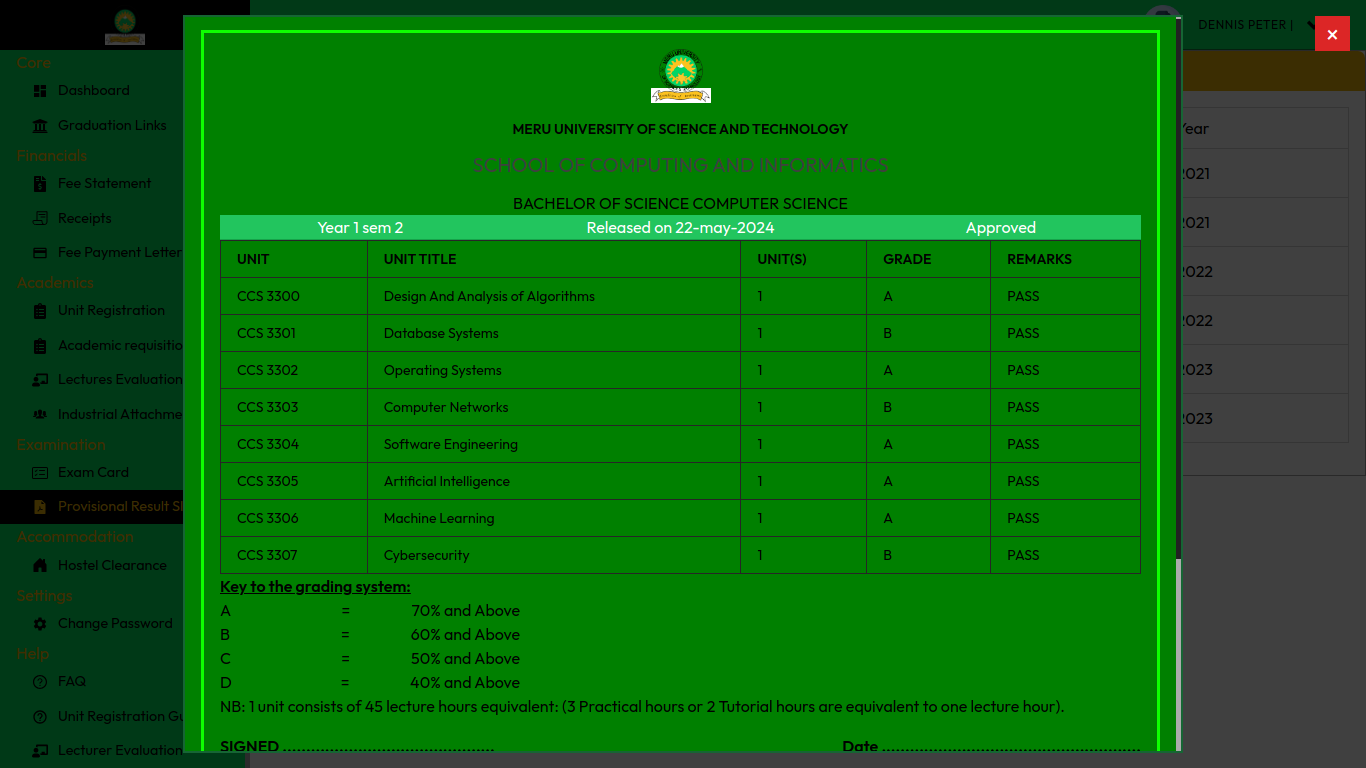 DENNIS PETER |
×
Core
Dashboard
Graduation Links
Financials
Fee Statement
Receipts
Fee Payment Letter
Academics
Unit Registration
Academic requisitio
Lectures Evaluation
Industrial Attachme
Examination
Exam Card
Provisional Result Sl
Accommodation
Hostel Clearance
Settings
Change Password
Help
FAQ
Unit Registration Gu
Lecturer Evaluation
MERU UNIVERSITY OF SCIENCE AND TECHNOLOGY
SCHOOL OF COMPUTING AND INFORMATICS
BACHELOR OF SCIENCE COMPUTER SCIENCE
Year 1 sem 2 Released on 22-may-2024 Approved
UNIT UNIT TITLE UNIT(S) GRADE REMARKS
CCS 3300 Design And Analysis of Algorithms 1 A PASS
CCS 3301 Database Systems 1 B PASS
CCS 3302 Operating Systems 1 A PASS
CCS 3303 Computer Networks 1 B PASS
CCS 3304 Software Engineering 1 A PASS
CCS 3305 Artificial Intelligence 1 A PASS
CCS 3306 Machine Learning 1 A PASS
CCS 3307 Cybersecurity 1 B PASS
Key to the grading system:
A = 70% and Above
B = 60% and Above
C = 50% and Above
D = 40% and Above
NB: 1 unit consists of 45 lecture hours equivalent: (3 Practical hours or 2 Tutorial hours are equivalent to one lecture hour).
SIGNED ............................................. Date .......................................................
Year
2021
2021
2022
2022
2023
2023